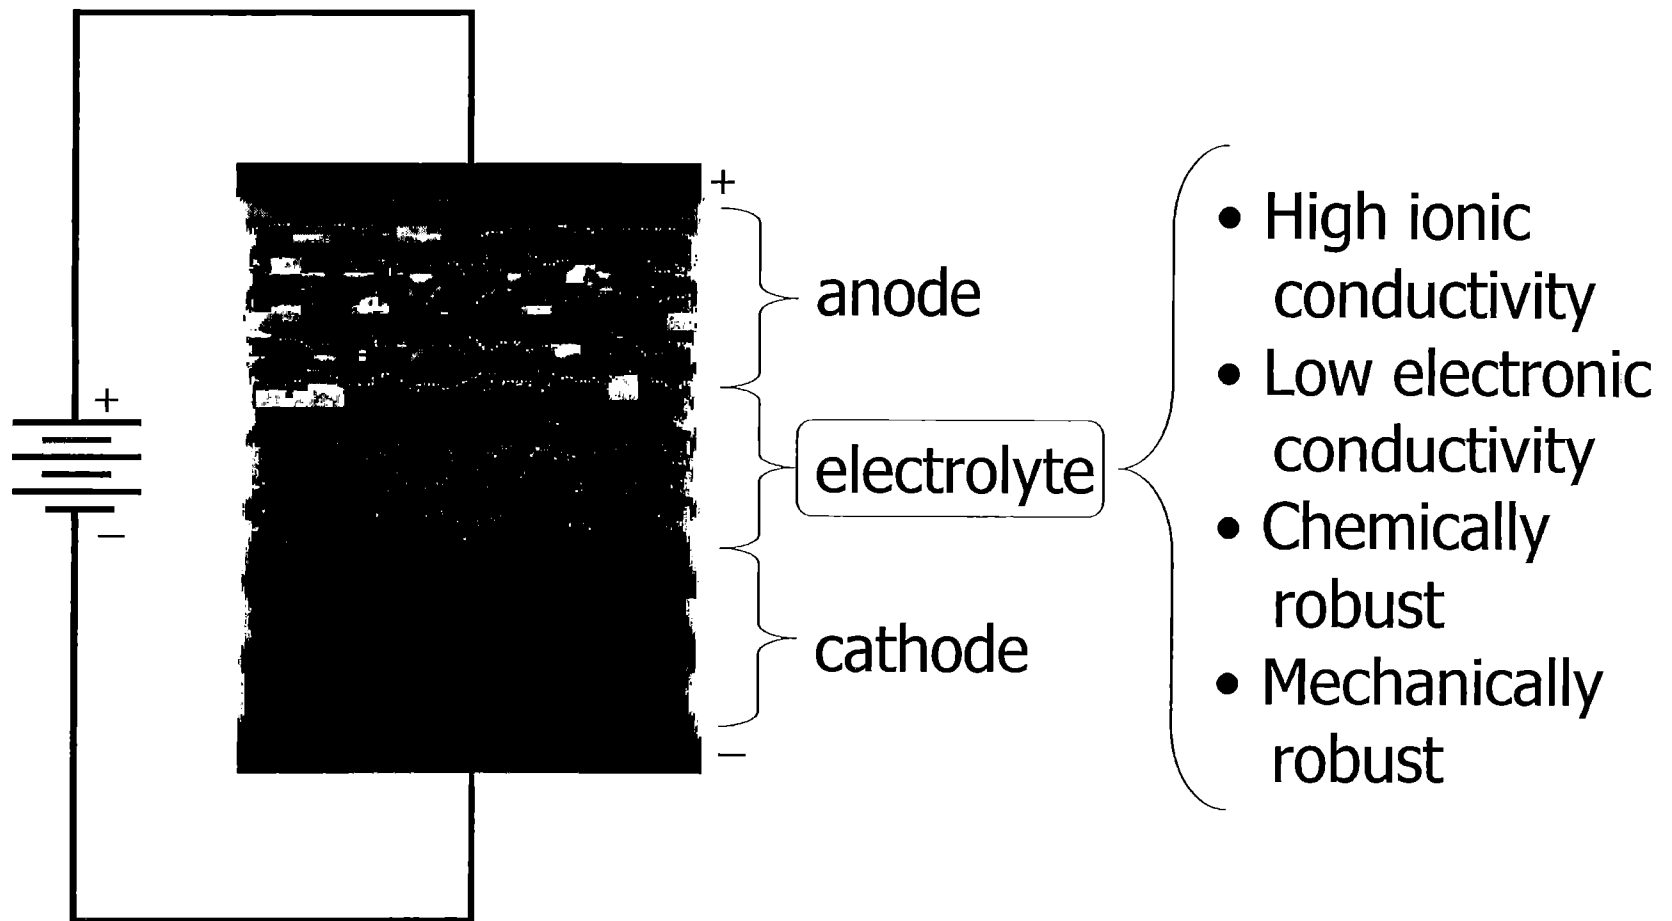 +
anode
+
electrolyte
−
cathode
−
• High ionic
conductivity
• Low electronic
conductivity
• Chemically
robust
• Mechanically
robust